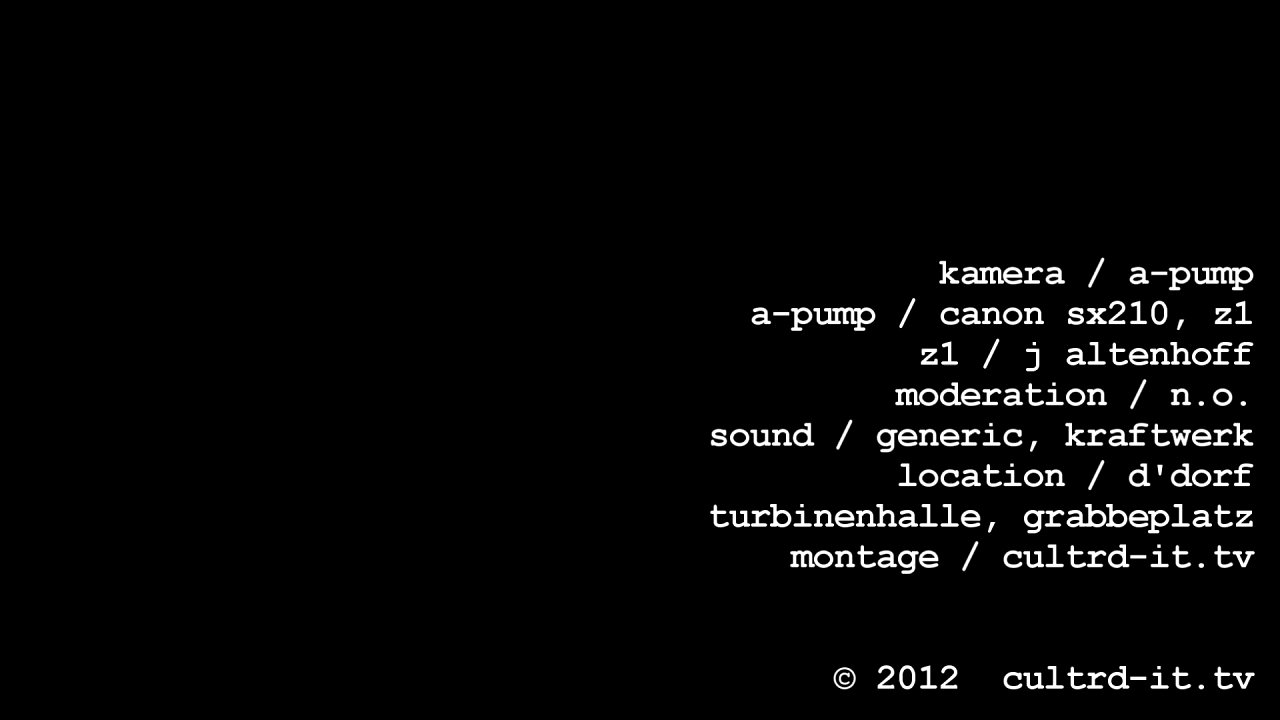 kamera / a-pump
a-pump / canon sx210, z1
z1 / j altenhoff
moderation / n.o.
sound / generic, kraftwerk
location / d'dorf
turbinenhalle, grabbeplatz
montage / cultrd-it.tv
© 2012 cultrd-it.tv